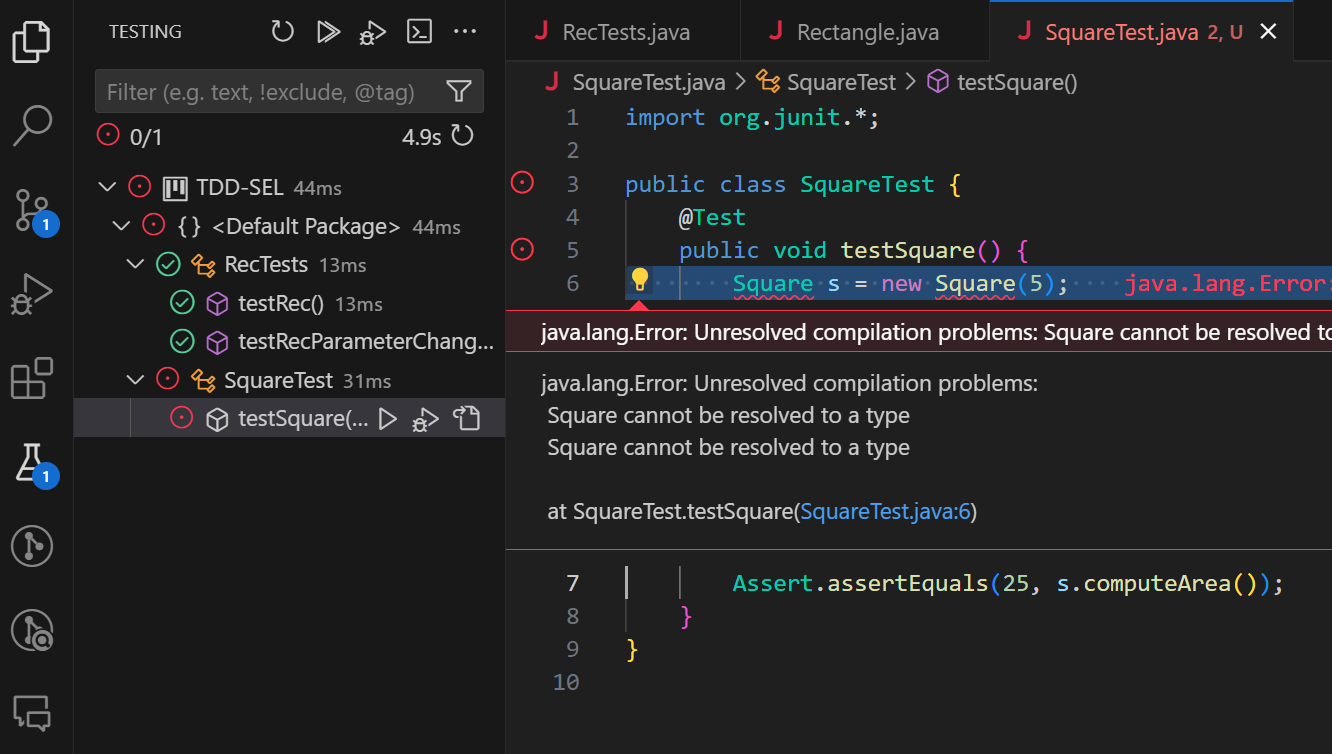 TESTING
Filter (e.g. text, !exclude, @tag)
0/1 4.9s
TDD-SEL 44ms
{} <Default Package> 44ms
RecTests 13ms
testRec() 13ms
testRecParameterChang...
SquareTest 31ms
testSquare(...
1
1
J RecTests.java J Rectangle.java J SquareTest.java 2, U
J SquareTest.java > SquareTest > testSquare()
1 import org.junit.*;
2
3 public class SquareTest {
4 @Test
5 public void testSquare() {
6 Square s = new Square(5); java.lang.Error:
java.lang.Error: Unresolved compilation problems: Square cannot be resolved to
java.lang.Error: Unresolved compilation problems:
Square cannot be resolved to a type
Square cannot be resolved to a type
at SquareTest.testSquare(SquareTest.java:6)
7 Assert.assertEquals(25, s.computeArea());
8 }
9 }
10